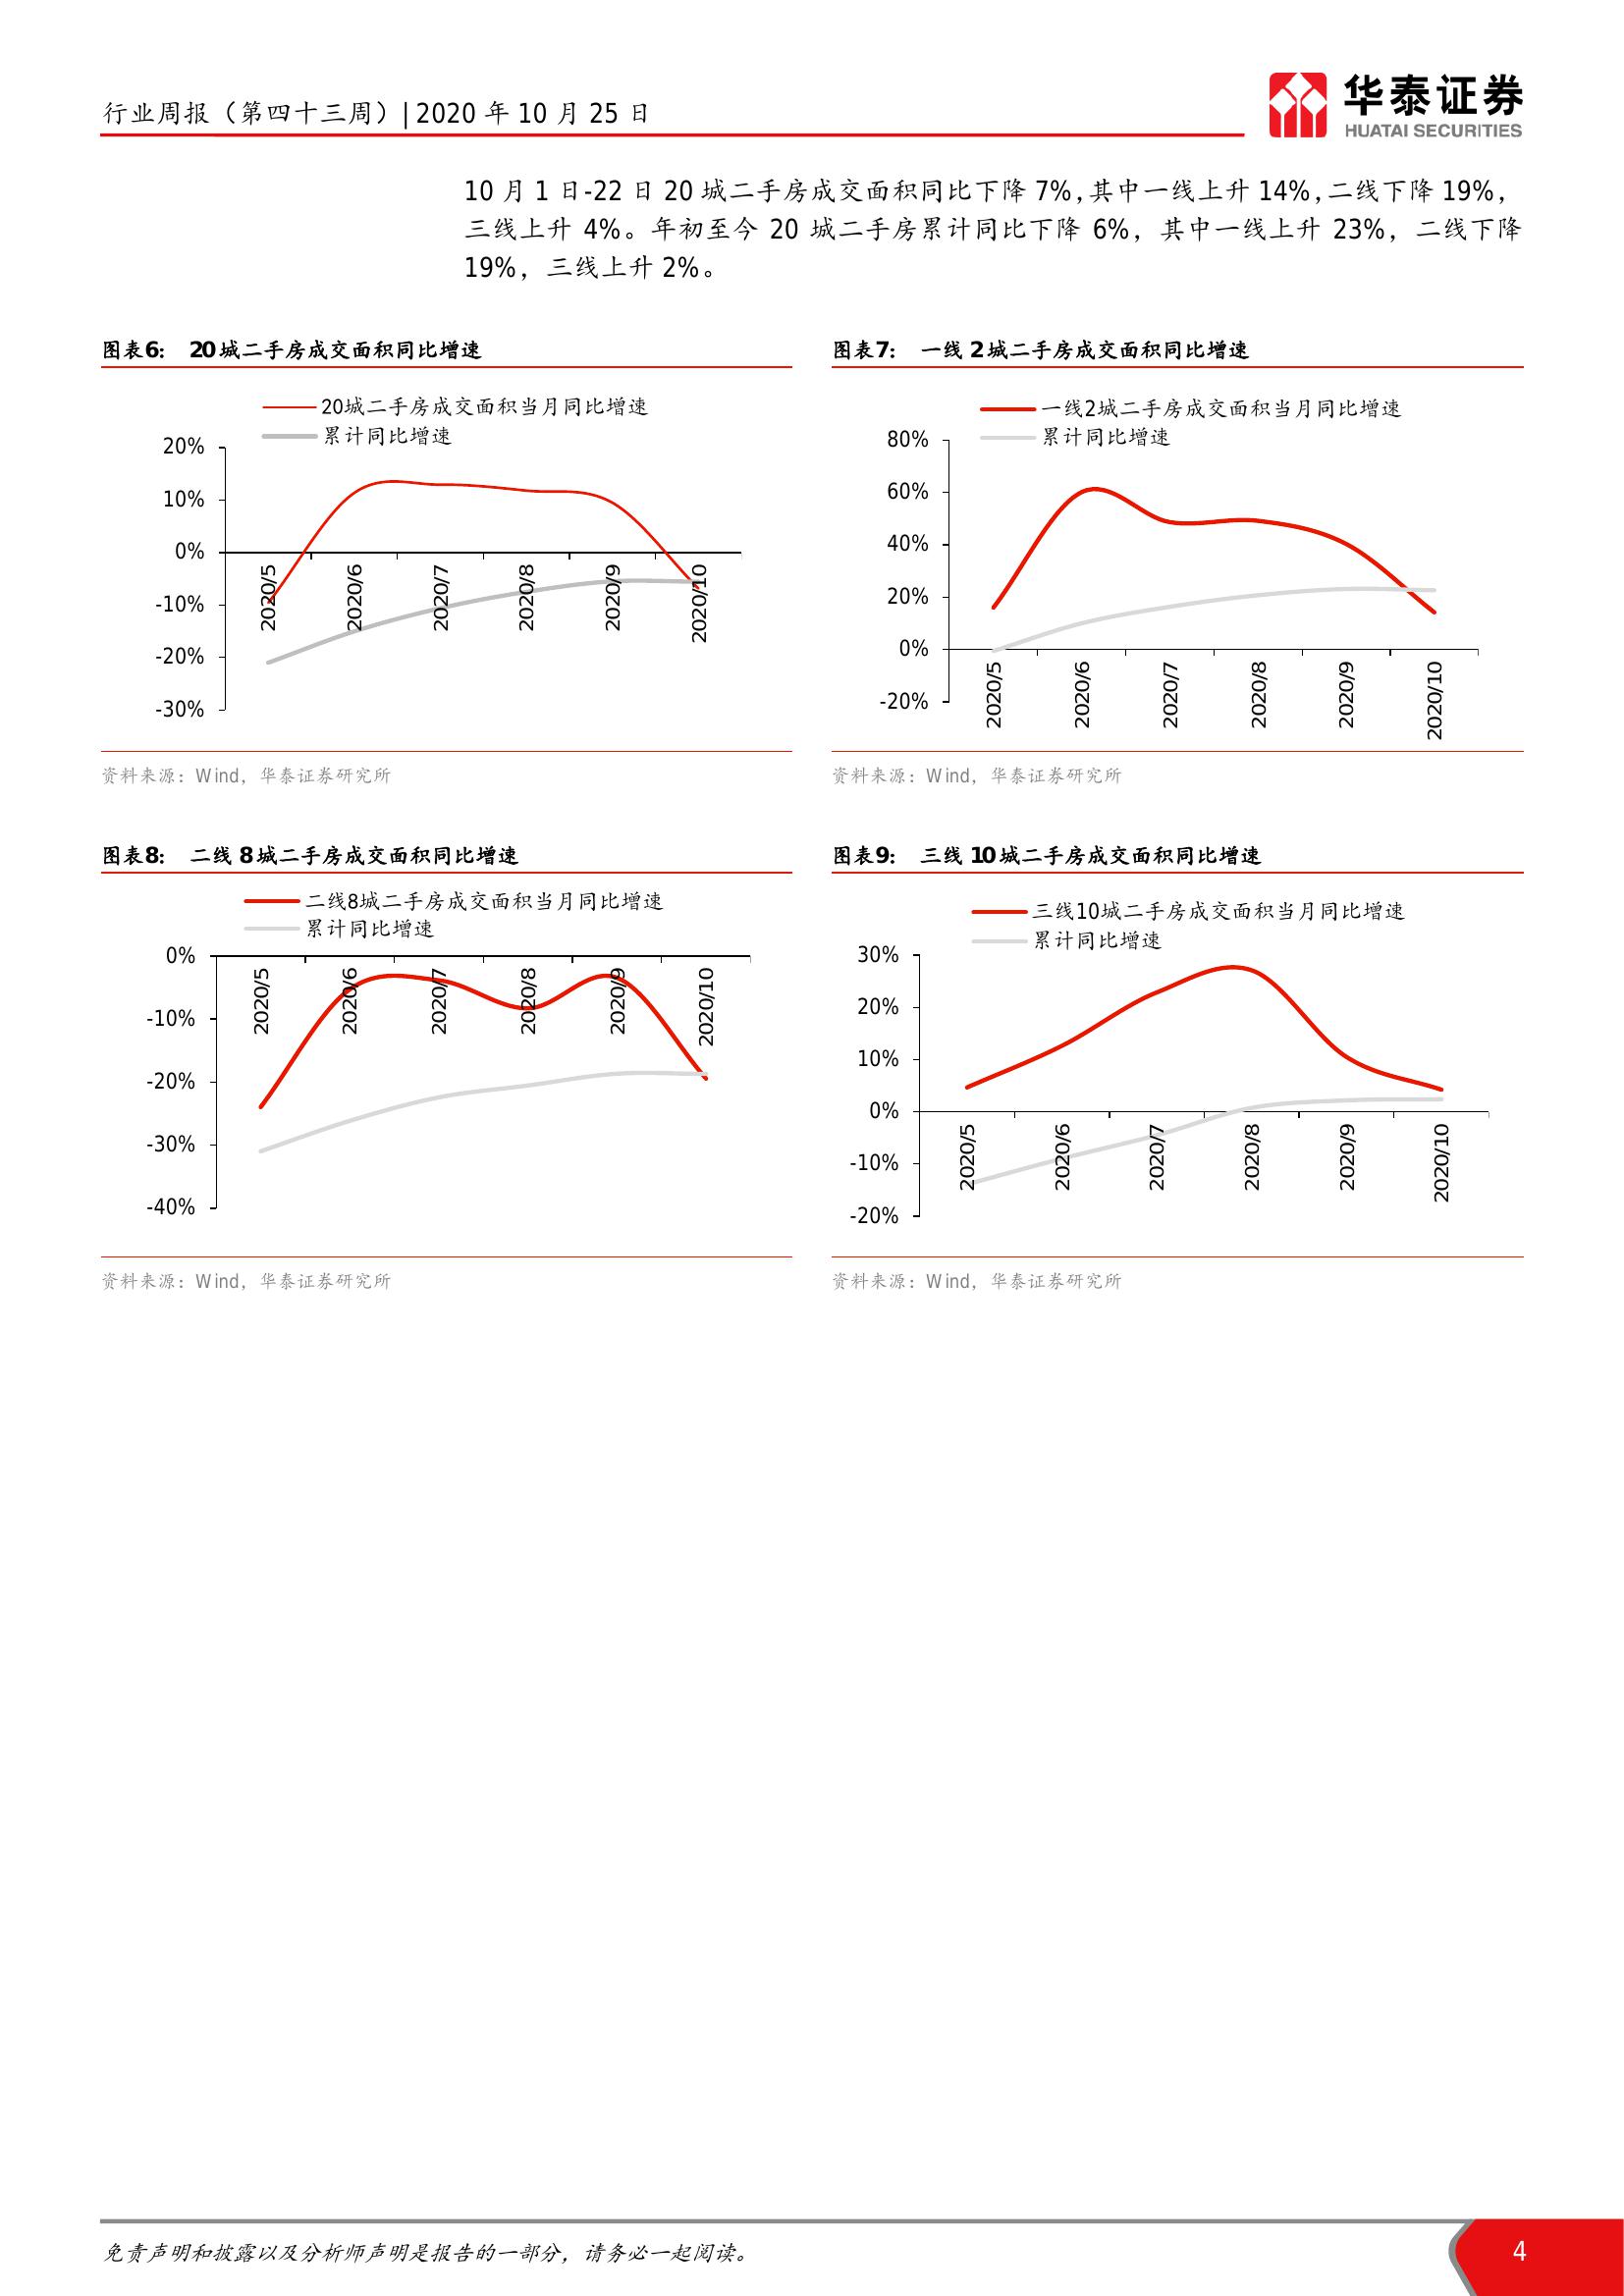 行业周报（第四十三周）| 2020 年 10 月 25 日
华泰证券
HUATAI SECURITIES
10 月 1 日-22 日 20 城二手房成交面积同比下降 7%，其中一线上升 14%，二线下降 19%，
三线上升 4%。年初至今 20 城二手房累计同比下降 6%，其中一线上升 23%，二线下降
19%，三线上升 2%。
图表6： 20城二手房成交面积同比增速
20城二手房成交面积当月同比增速
累计同比增速
20%
10%
0%
-10%
-20%
-30%
2020/5
2020/6
2020/7
2020/8
2020/9
2020/10
资料来源：Wind，华泰证券研究所
图表7： 一线 2城二手房成交面积同比增速
一线2城二手房成交面积当月同比增速
累计同比增速
80%
60%
40%
20%
0%
-20%
2020/5
2020/6
2020/7
2020/8
2020/9
2020/10
资料来源：Wind，华泰证券研究所
图表8： 二线 8城二手房成交面积同比增速
二线8城二手房成交面积当月同比增速
累计同比增速
0%
-10%
-20%
-30%
-40%
2020/5
2020/6
2020/7
2020/8
2020/9
2020/10
资料来源：Wind，华泰证券研究所
图表9： 三线 10城二手房成交面积同比增速
三线10城二手房成交面积当月同比增速
累计同比增速
30%
20%
10%
0%
-10%
-20%
2020/5
2020/6
2020/7
2020/8
2020/9
2020/10
资料来源：Wind，华泰证券研究所
免责声明和披露以及分析师声明是报告的一部分，请务必一起阅读。
4